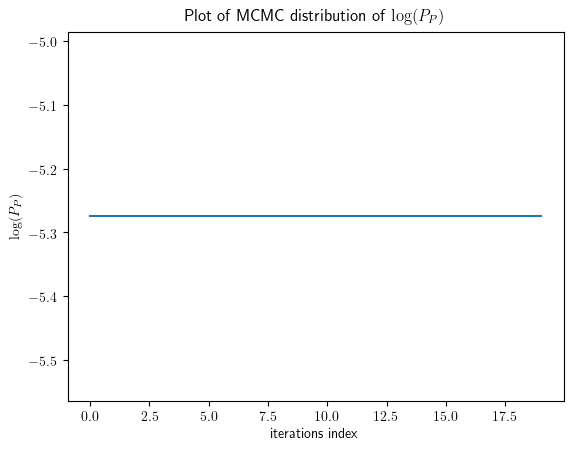 Plot of MCMC distribution of log(P_P)
−5.0
−5.1
−5.2
−5.3
−5.4
−5.5
log(P_P)
0.0 2.5 5.0 7.5 10.0 12.5 15.0 17.5
iterations index